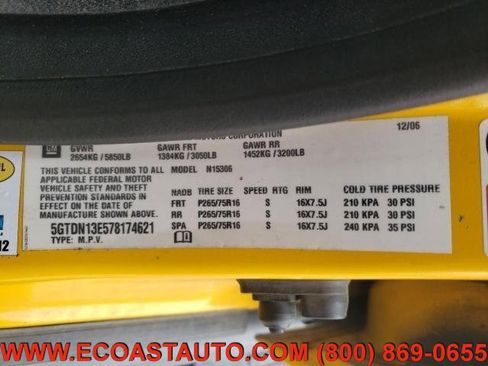 MOTORS CORPORATION 12/06
GM GVWR GAWR FRT GAWR RR
2654KG / 5850LB 1384KG / 3050LB 1452KG / 3200LB
THIS VEHICLE CONFORMS TO ALL MODEL N15306
APPLICABLE FEDERAL MOTOR
VEHICLE SAFETY AND THEFT
PREVENTION STANDARDS IN
EFFECT ON THE DATE OF
MANUFACTURE SHOWN ABOVE.
NADB TIRE SIZE SPEED RTG RIM COLD TIRE PRESSURE
FRT P265/75R16 S 16X7.5J 210 KPA 30 PSI
RR P265/75R16 S 16X7.5J 210 KPA 30 PSI
SPA P265/75R16 S 16X7.5J 240 KPA 35 PSI
5GTDN13E578174621
TYPE: M.P.V.
WWW.ECOASTAUTO.COM (800) 869-0655